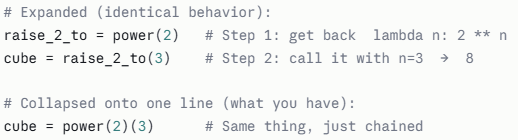 # Expanded (identical behavior):
raise_2_to = power(2)   # Step 1: get back  lambda n: 2 ** n
cube = raise_2_to(3)    # Step 2: call it with n=3  →  8

# Collapsed onto one line (what you have):
cube = power(2)(3)      # Same thing, just chained